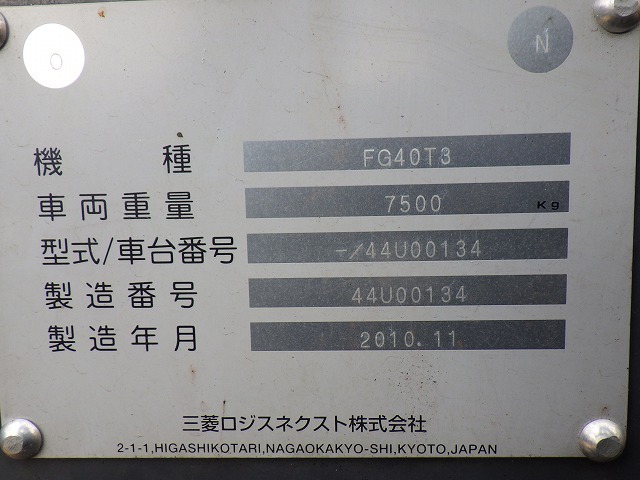 O N
機種 FG40T3
車両重量 7500 Kg
型式/車台番号 -/44U00134
製造番号 44U00134
製造年月 2010.11
三菱ロジスネクスト株式会社
2-1-1,HIGASHIKOTARI,NAGAOKAKYO-SHI,KYOTO,JAPAN